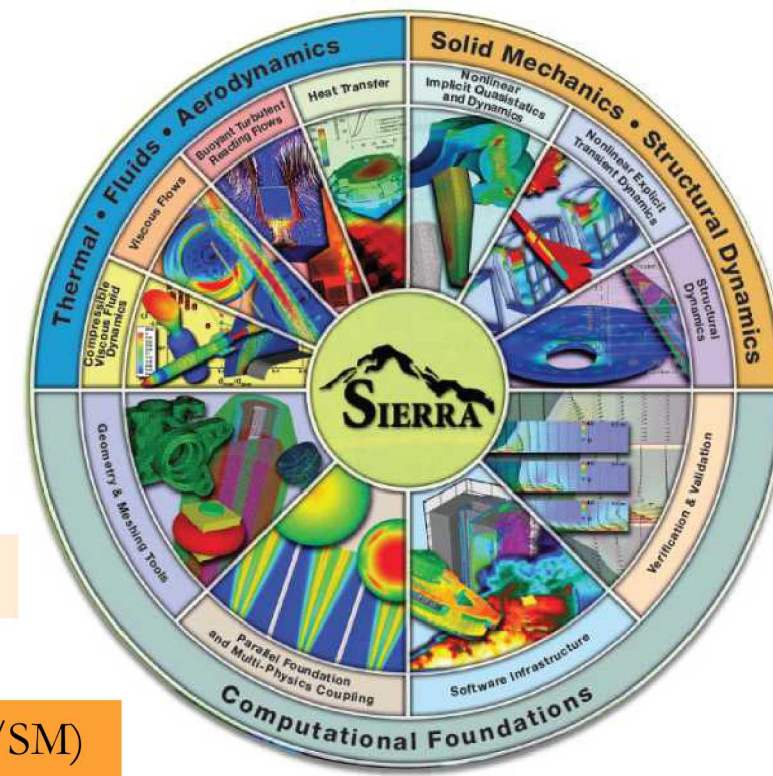 Thermal • Fluids • Aerodynamics
Solid Mechanics • Structural Dynamics
Compressible
Viscous Fluid
Dynamics
Viscous Flows
Buoyant Turbulent
Reacting Flows
Heat Transfer
Nonlinear
Implicit Quasistatics
and Dynamics
Nonlinear Explicit
Transient Dynamics
Structural
Dynamics
SIERRA
Geometry & Meshing Tools
Parallel Foundation
and Multi-Physics Coupling
Software Infrastructure
Verification & Validation
Computational Foundations
/SM)